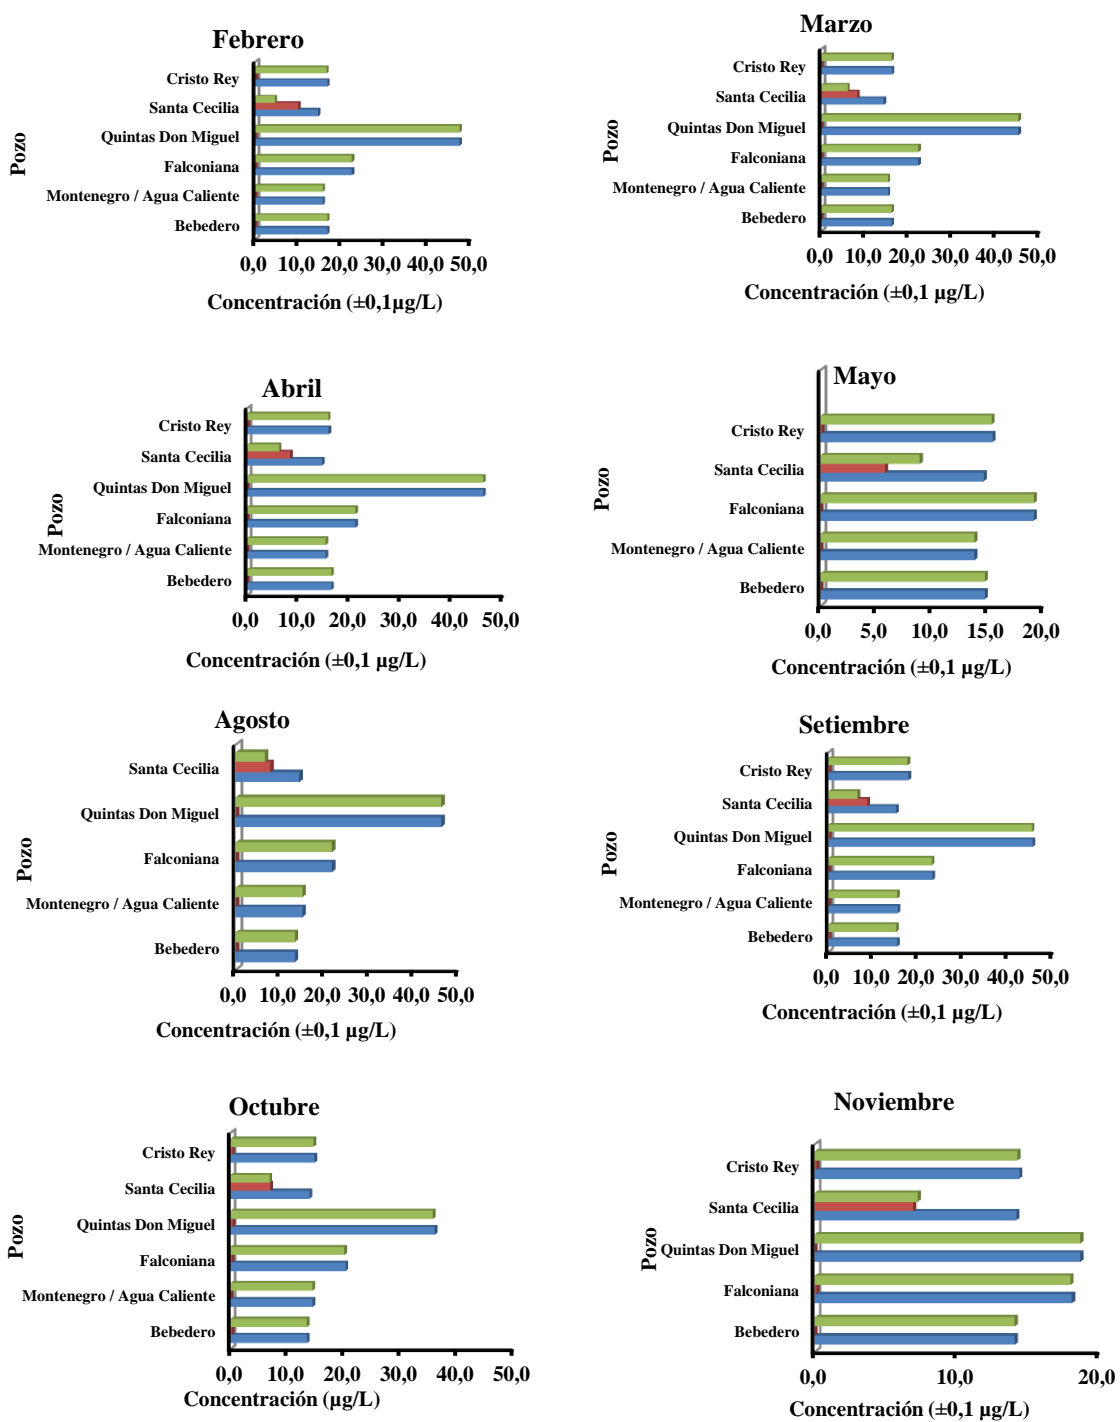 Febrero
Pozo
Cristo Rey
Santa Cecilia
Quintas Don Miguel
Falconiana
Montenegro / Agua Caliente
Bebedero
0,0 10,0 20,0 30,0 40,0 50,0
Concentración (±0,1µg/L)
Marzo
Pozo
Cristo Rey
Santa Cecilia
Quintas Don Miguel
Falconiana
Montenegro / Agua Caliente
Bebedero
0,0 10,0 20,0 30,0 40,0 50,0
Concentración (±0,1 µg/L)
Abril
Pozo
Cristo Rey
Santa Cecilia
Quintas Don Miguel
Falconiana
Montenegro / Agua Caliente
Bebedero
0,0 10,0 20,0 30,0 40,0 50,0
Concentración (±0,1 µg/L)
Mayo
Pozo
Cristo Rey
Santa Cecilia
Falconiana
Montenegro / Agua Caliente
Bebedero
0,0 5,0 10,0 15,0 20,0
Concentración (±0,1 µg/L)
Agosto
Pozo
Santa Cecilia
Quintas Don Miguel
Falconiana
Montenegro / Agua Caliente
Bebedero
0,0 10,0 20,0 30,0 40,0 50,0
Concentración (±0,1 µg/L)
Setiembre
Pozo
Cristo Rey
Santa Cecilia
Quintas Don Miguel
Falconiana
Montenegro / Agua Caliente
Bebedero
0,0 10,0 20,0 30,0 40,0 50,0
Concentración (±0,1 µg/L)
Octubre
Pozo
Cristo Rey
Santa Cecilia
Quintas Don Miguel
Falconiana
Montenegro / Agua Caliente
Bebedero
0,0 10,0 20,0 30,0 40,0 50,0
Concentración (µg/L)
Noviembre
Pozo
Cristo Rey
Santa Cecilia
Quintas Don Miguel
Falconiana
Bebedero
0,0 10,0 20,0
Concentración (±0,1 µg/L)